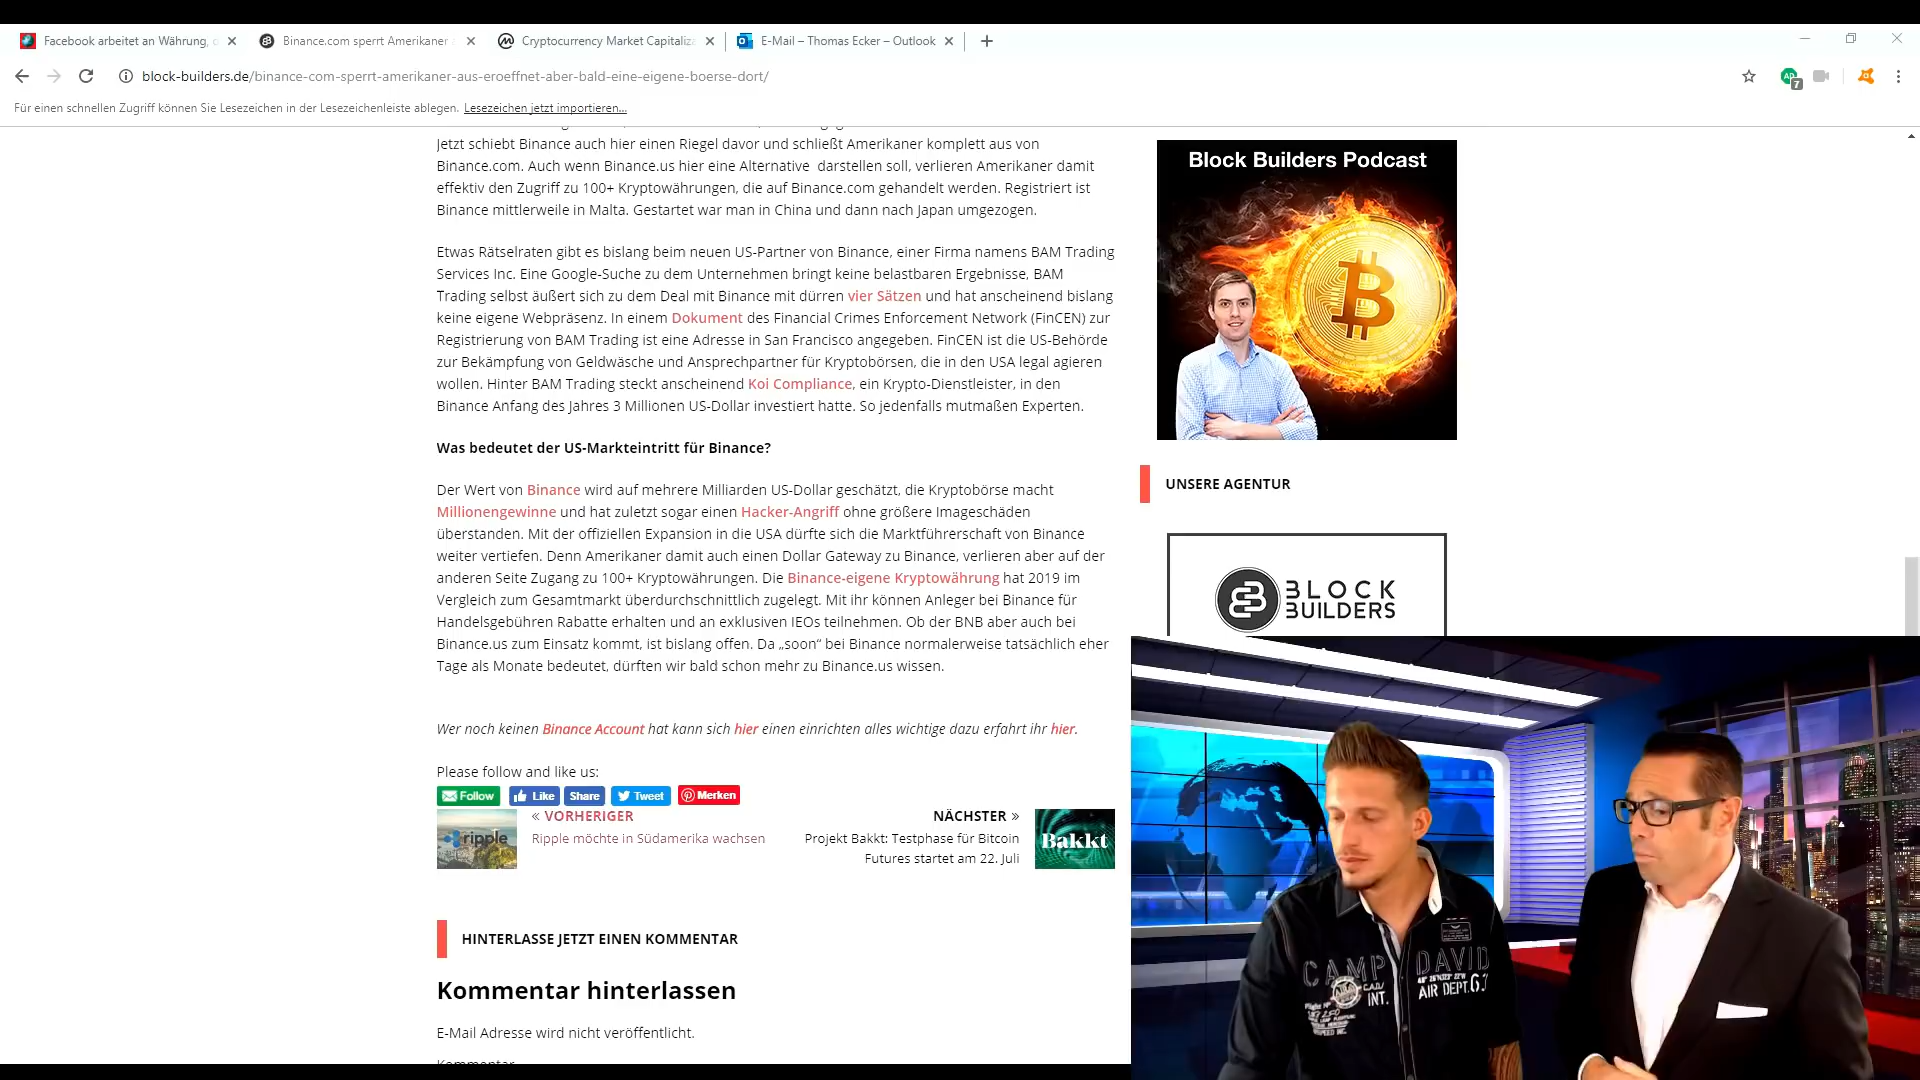 Facebook arbeitet an Währung,
Binance.com sperrt Amerikaner
Cryptocurrency Market Capitaliza
E-Mail – Thomas Ecker – Outlook
block-builders.de/binance-com-sperrt-amerikaner-aus-eroeffnet-aber-bald-eine-eigene-boerse-dort/
7
Für einen schnellen Zugriff können Sie Lesezeichen in der Lesezeichenleiste ablegen. Lesezeichen jetzt importieren...
Jetzt schiebt Binance auch hier einen Riegel davor und schließt Amerikaner komplett aus von
Binance.com. Auch wenn Binance.us hier eine Alternative darstellen soll, verlieren Amerikaner damit
effektiv den Zugriff zu 100+ Kryptowährungen, die auf Binance.com gehandelt werden. Registriert ist
Binance mittlerweile in Malta. Gestartet war man in China und dann nach Japan umgezogen.
Etwas Rätselraten gibt es bislang beim neuen US-Partner von Binance, einer Firma namens BAM Trading
Services Inc. Eine Google-Suche zu dem Unternehmen bringt keine belastbaren Ergebnisse, BAM
Trading selbst äußert sich zu dem Deal mit Binance mit dürren vier Sätzen und hat anscheinend bislang
keine eigene Webpräsenz. In einem Dokument des Financial Crimes Enforcement Network (FinCEN) zur
Registrierung von BAM Trading ist eine Adresse in San Francisco angegeben. FinCEN ist die US-Behörde
zur Bekämpfung von Geldwäsche und Ansprechpartner für Kryptobörsen, die in den USA legal agieren
wollen. Hinter BAM Trading steckt anscheinend Koi Compliance, ein Krypto-Dienstleister, in den
Binance Anfang des Jahres 3 Millionen US-Dollar investiert hatte. So jedenfalls mutmaßen Experten.
Was bedeutet der US-Markteintritt für Binance?
Der Wert von Binance wird auf mehrere Milliarden US-Dollar geschätzt, die Kryptobörse macht
Millionengewinne und hat zuletzt sogar einen Hacker-Angriff ohne größere Imageschäden
überstanden. Mit der offiziellen Expansion in die USA dürfte sich die Marktführerschaft von Binance
weiter vertiefen. Denn Amerikaner damit auch einen Dollar Gateway zu Binance, verlieren aber auf der
anderen Seite Zugang zu 100+ Kryptowährungen. Die Binance-eigene Kryptowährung hat 2019 im
Vergleich zum Gesamtmarkt überdurchschnittlich zugelegt. Mit ihr können Anleger bei Binance für
Handelsgebühren Rabatte erhalten und an exklusiven IEOs teilnehmen. Ob der BNB aber auch bei
Binance.us zum Einsatz kommt, ist bislang offen. Da „soon“ bei Binance normalerweise tatsächlich eher
Tage als Monate bedeutet, dürften wir bald schon mehr zu Binance.us wissen.
Wer noch keinen Binance Account hat kann sich hier einen einrichten alles wichtige dazu erfahrt ihr hier.
Please follow and like us:
Follow Like Share Tweet Merken
ripple
« VORHERIGER
Ripple möchte in Südamerika wachsen
NÄCHSTER »
Projekt Bakkt: Testphase für Bitcoin
Futures startet am 22. Juli
Bakkt
HINTERLASSE JETZT EINEN KOMMENTAR
Kommentar hinterlassen
E-Mail Adresse wird nicht veröffentlicht.
Kommentar
Block Builders Podcast
UNSERE AGENTUR
BLOCK
BUILDERS
CAMP DAVID
INT.
AIR DEPT.63